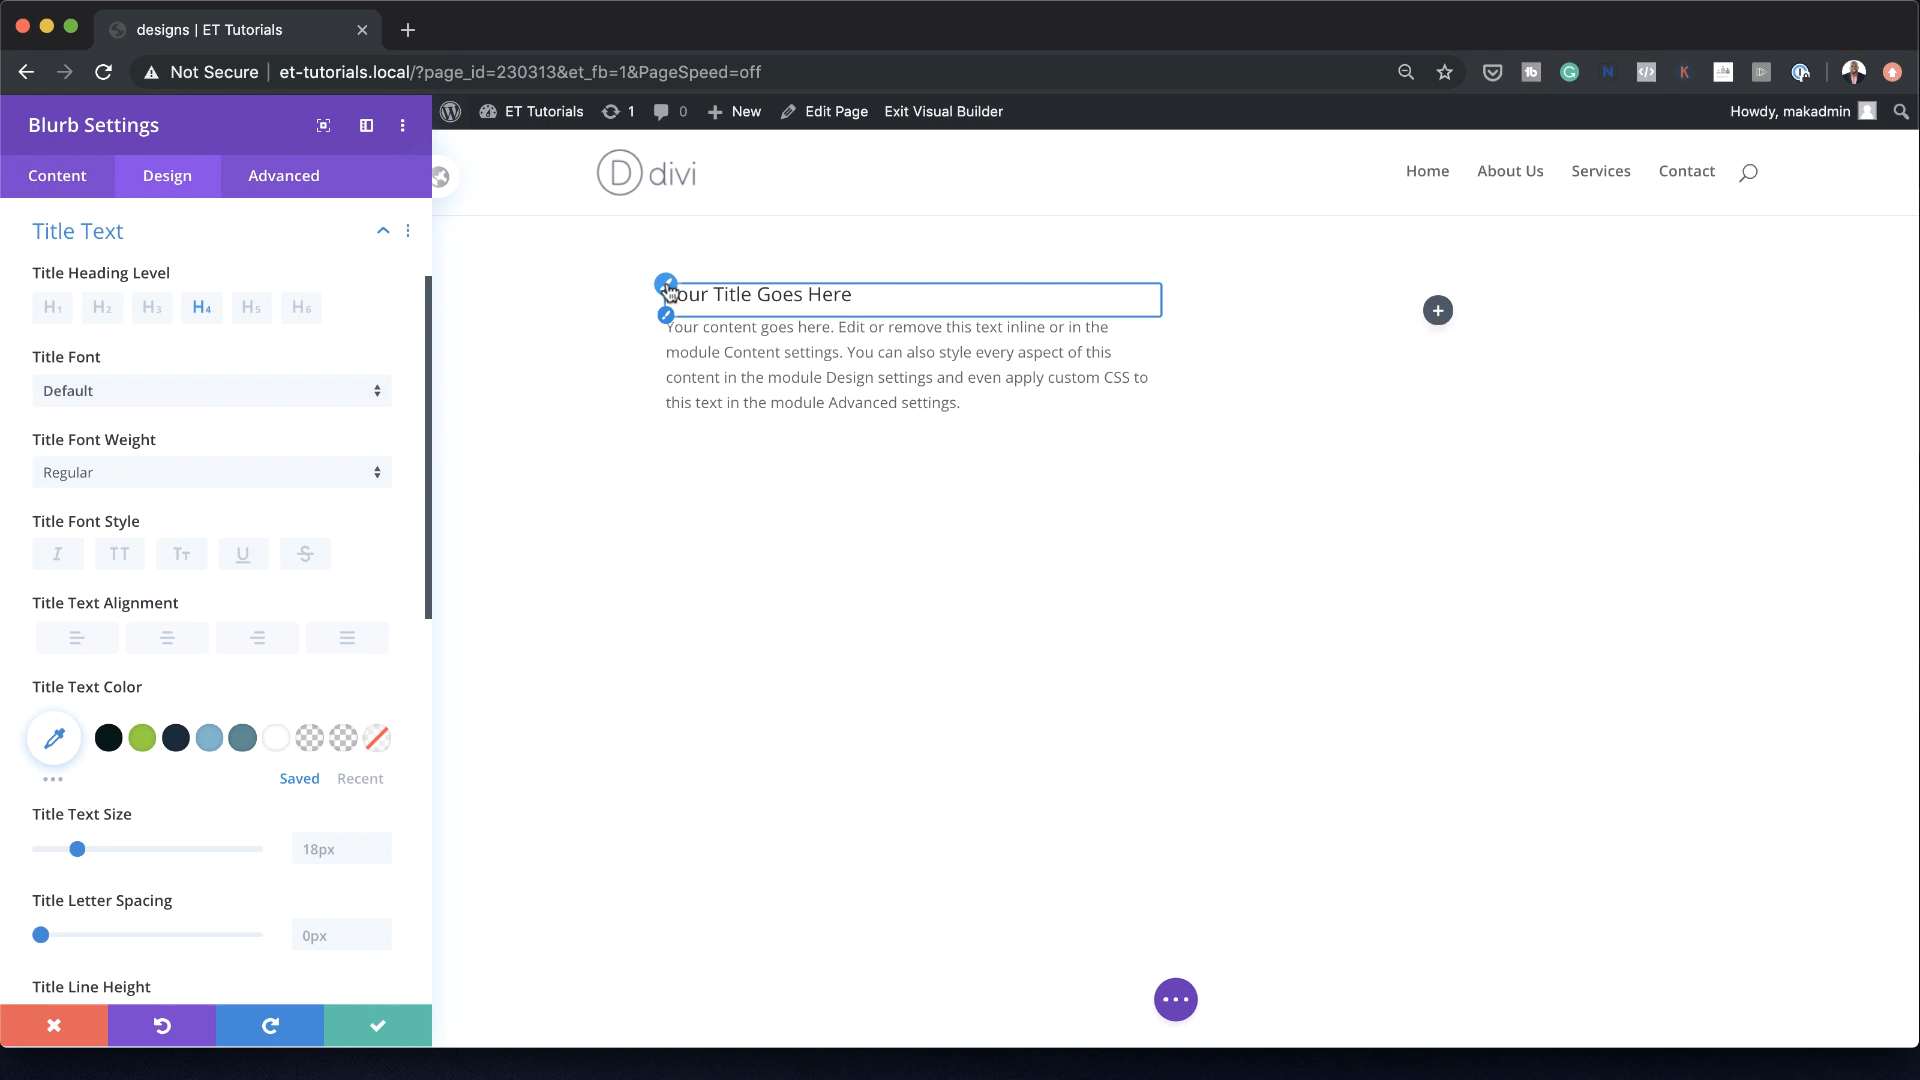 designs | ET Tutorials
Not Secure | et-tutorials.local/?page_id=230313&et_fb=1&PageSpeed=off
ET Tutorials 1 0 New Edit Page Exit Visual Builder Howdy, makadmin
Blurb Settings
Content Design Advanced
divi
Home About Us Services Contact
Title Text
Title Heading Level
H1 H2 H3 H4 H5 H6
Title Font
Default
Title Font Weight
Regular
Title Font Style
I TT Tт U S
Title Text Alignment
Title Text Color
Saved Recent
Title Text Size
18px
Title Letter Spacing
0px
Title Line Height
our Title Goes Here
Your content goes here. Edit or remove this text inline or in the
module Content settings. You can also style every aspect of this
content in the module Design settings and even apply custom CSS to
this text in the module Advanced settings.